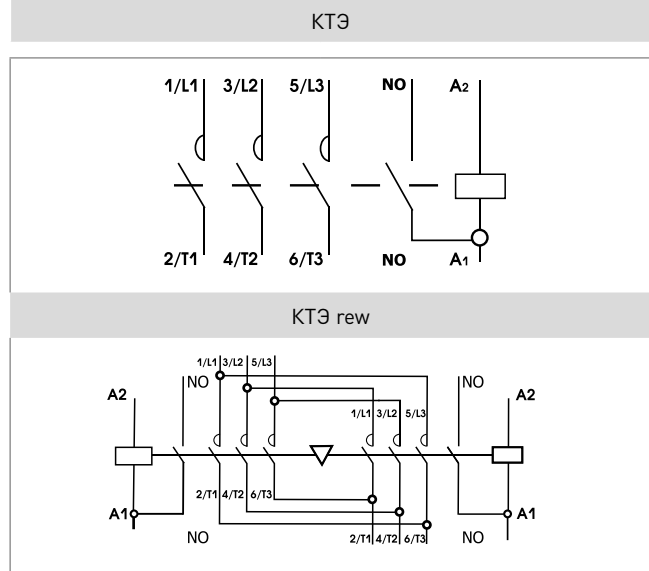 КТЭ
1/L1 3/L2 5/L3 NO A2
2/T1 4/T2 6/T3 NO A1
КТЭ rew
1/L1 3/L2 5/L3
NO NO
A2 A2
1/L1 3/L2 5/L3
2/T1 4/T2 6/T3
A1 A1
NO 2/T1 4/T2 6/T3 NO